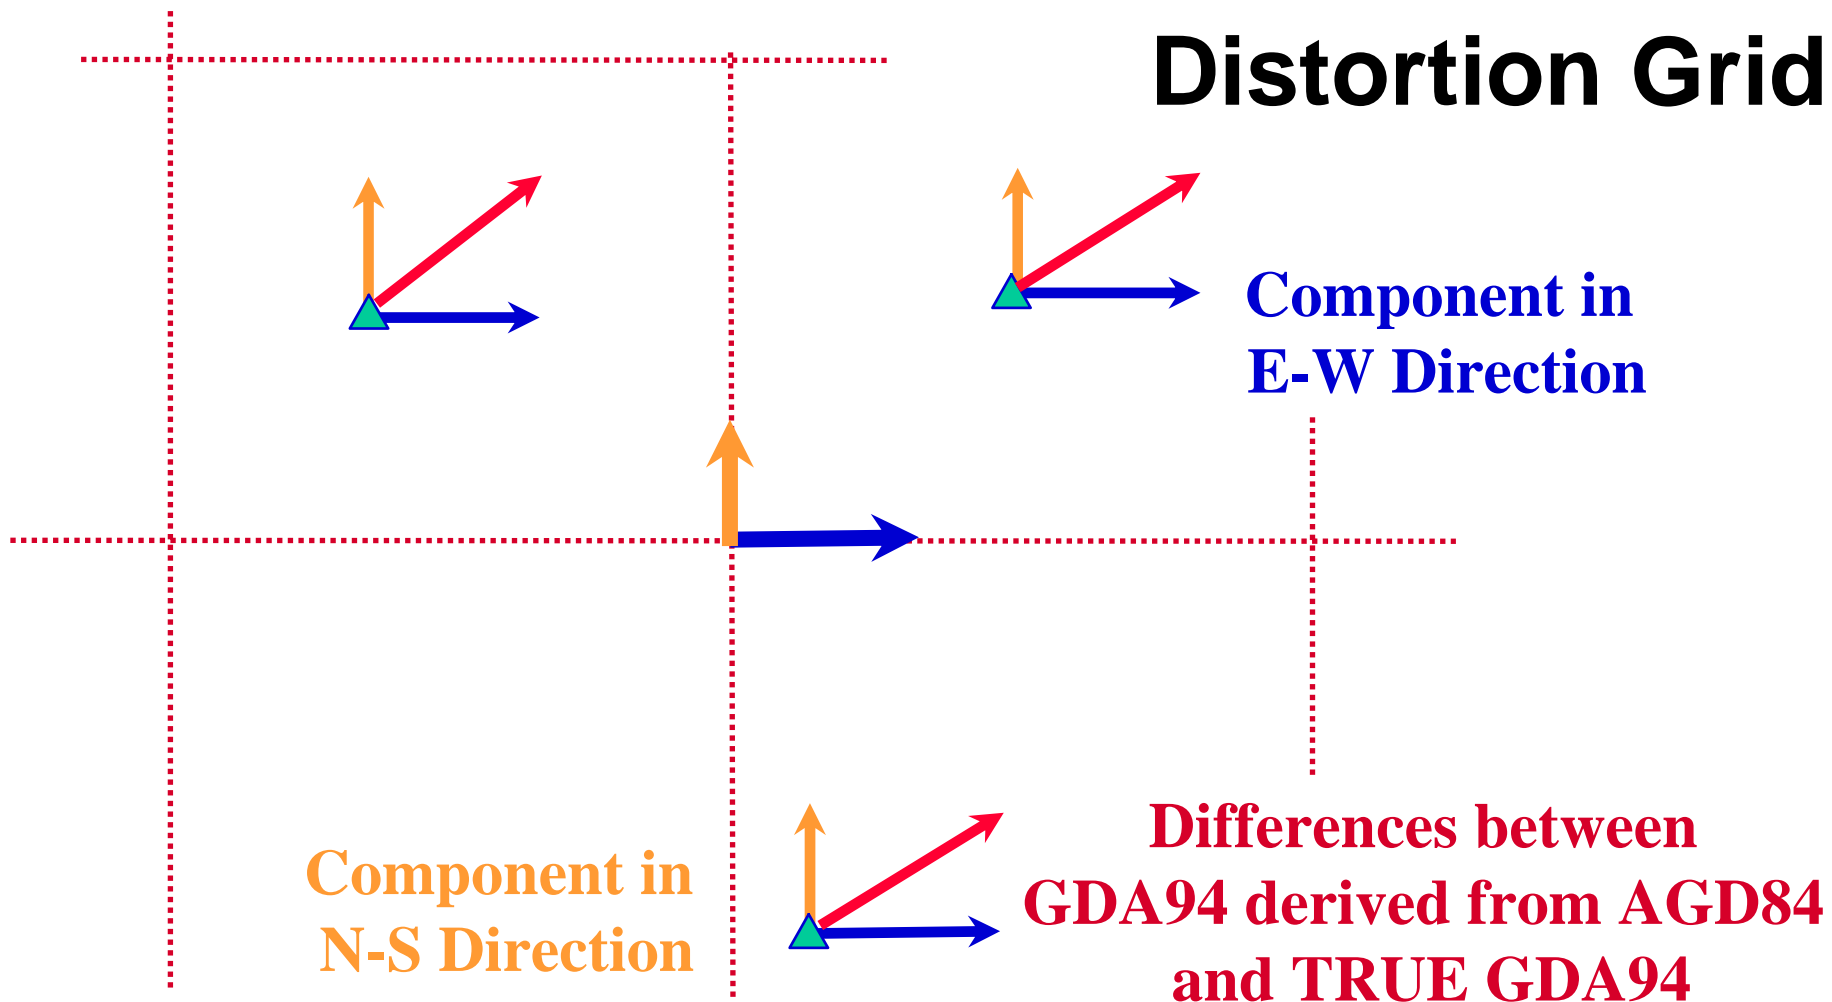 Distortion Grid
Component in
E-W Direction
Component in
N-S Direction
Differences between
GDA94 derived from AGD84
and TRUE GDA94